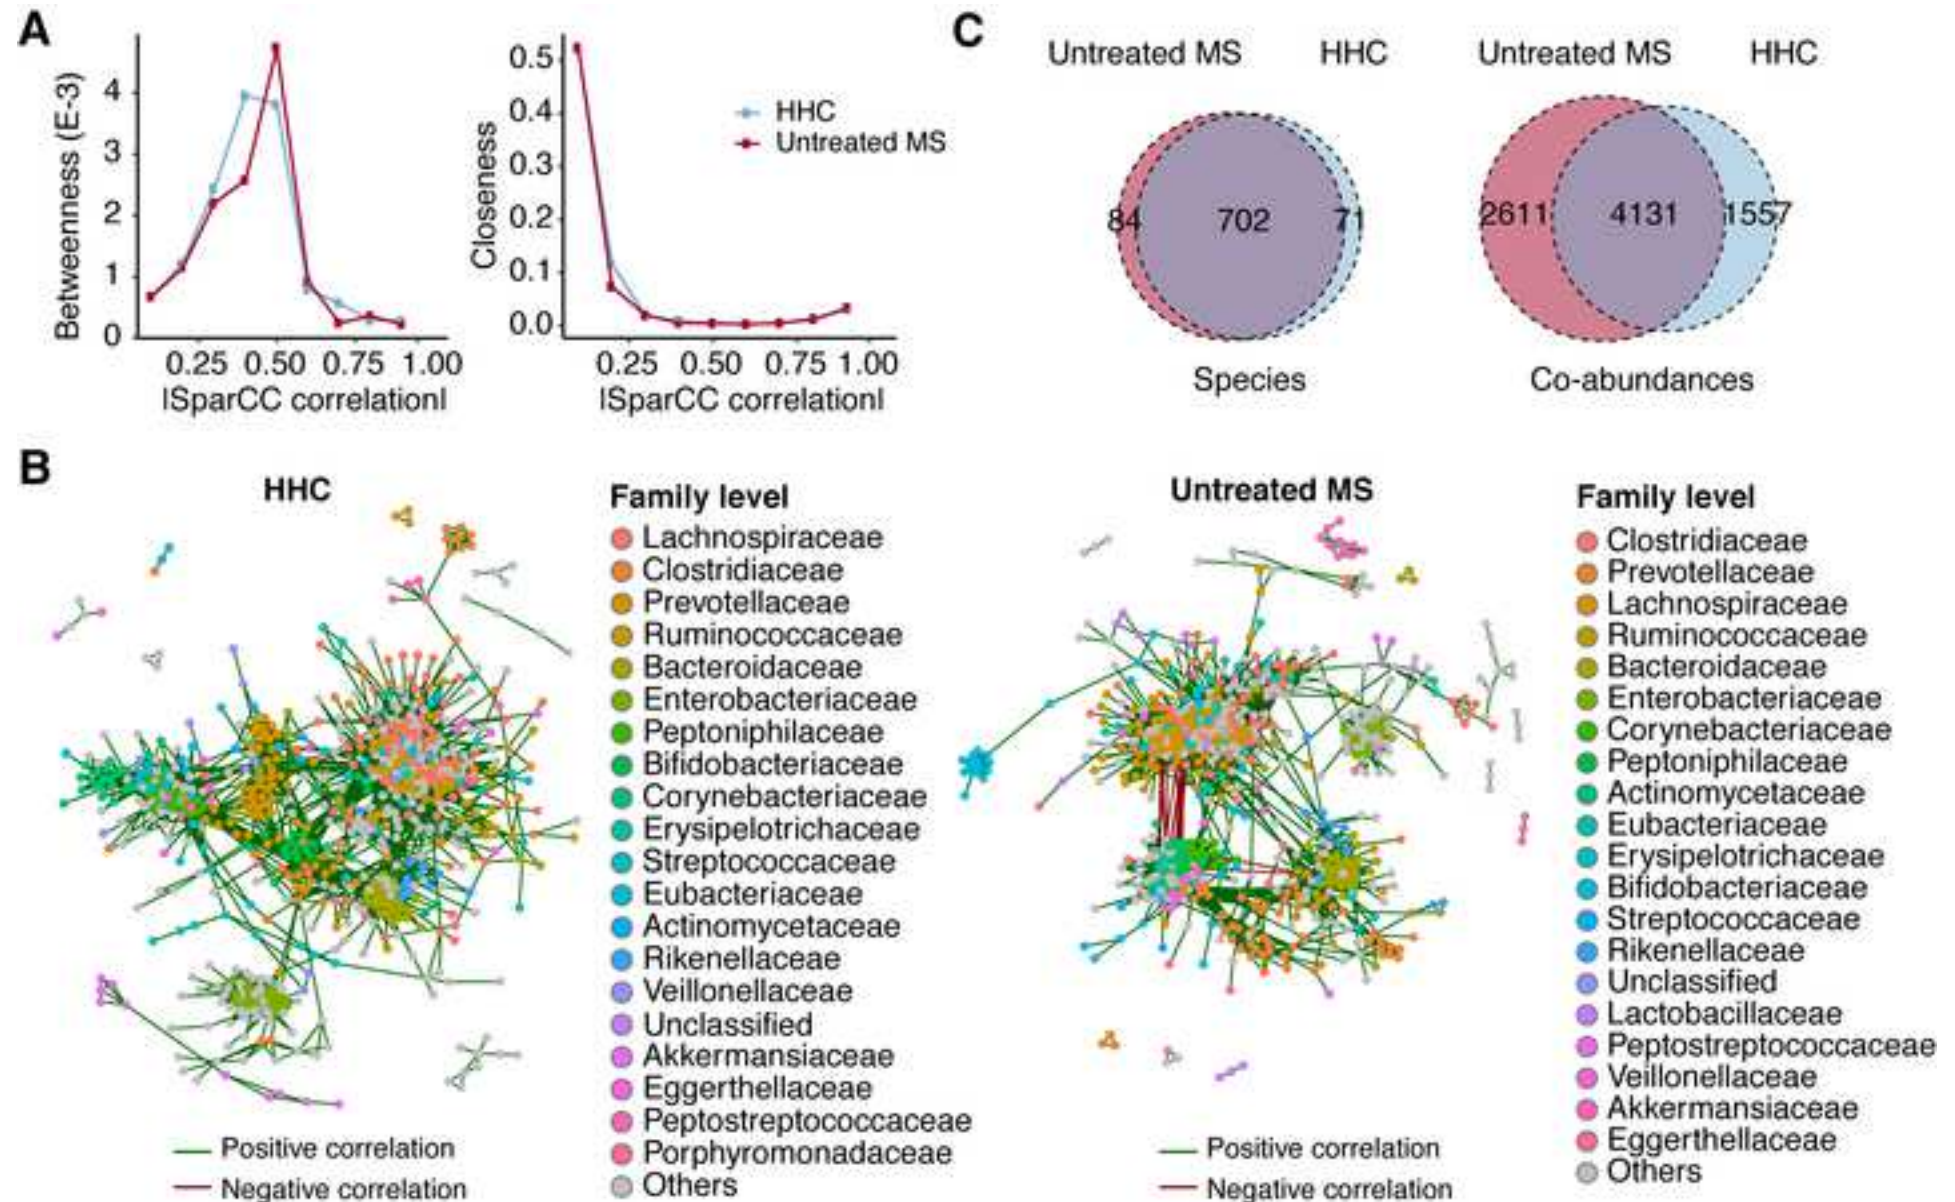 A
Betweenness (E-3)
4
3
2
1
0
0.25 0.50 0.75 1.00
|SparCC correlation|
Closeness
0.5
0.4
0.3
0.2
0.1
0.0
0.25 0.50 0.75 1.00
|SparCC correlation|
HHC
Untreated MS
C
Untreated MS HHC
84 702 71
Species
Untreated MS HHC
2611 4131 1557
Co-abundances
B
HHC
Family level
Lachnospiraceae
Clostridiaceae
Prevotellaceae
Ruminococcaceae
Bacteroidaceae
Enterobacteriaceae
Peptoniphilaceae
Bifidobacteriaceae
Corynebacteriaceae
Erysipelotrichaceae
Streptococcaceae
Eubacteriaceae
Actinomycetaceae
Rikenellaceae
Veillonellaceae
Unclassified
Akkermansiaceae
Eggerthellaceae
Peptostreptococcaceae
Porphyromonadaceae
Others
Positive correlation
Negative correlation
Untreated MS
Family level
Clostridiaceae
Prevotellaceae
Lachnospiraceae
Ruminococcaceae
Bacteroidaceae
Enterobacteriaceae
Corynebacteriaceae
Peptoniphilaceae
Actinomycetaceae
Eubacteriaceae
Erysipelotrichaceae
Bifidobacteriaceae
Streptococcaceae
Rikenellaceae
Unclassified
Lactobacillaceae
Peptostreptococcaceae
Veillonellaceae
Akkermansiaceae
Eggerthellaceae
Others
Positive correlation
Negative correlation